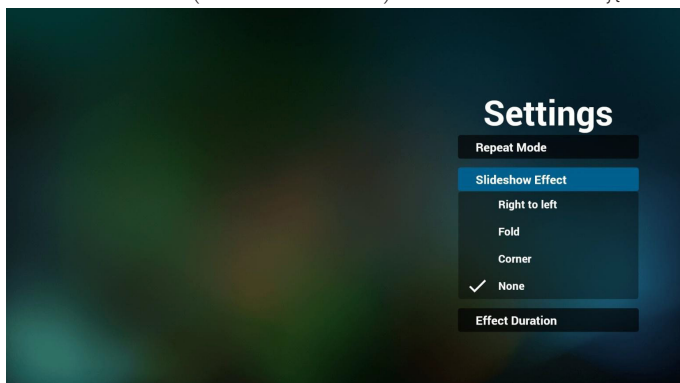 Settings
Repeat Mode
Slideshow Effect
Right to left
Fold
Corner
None
Effect Duration